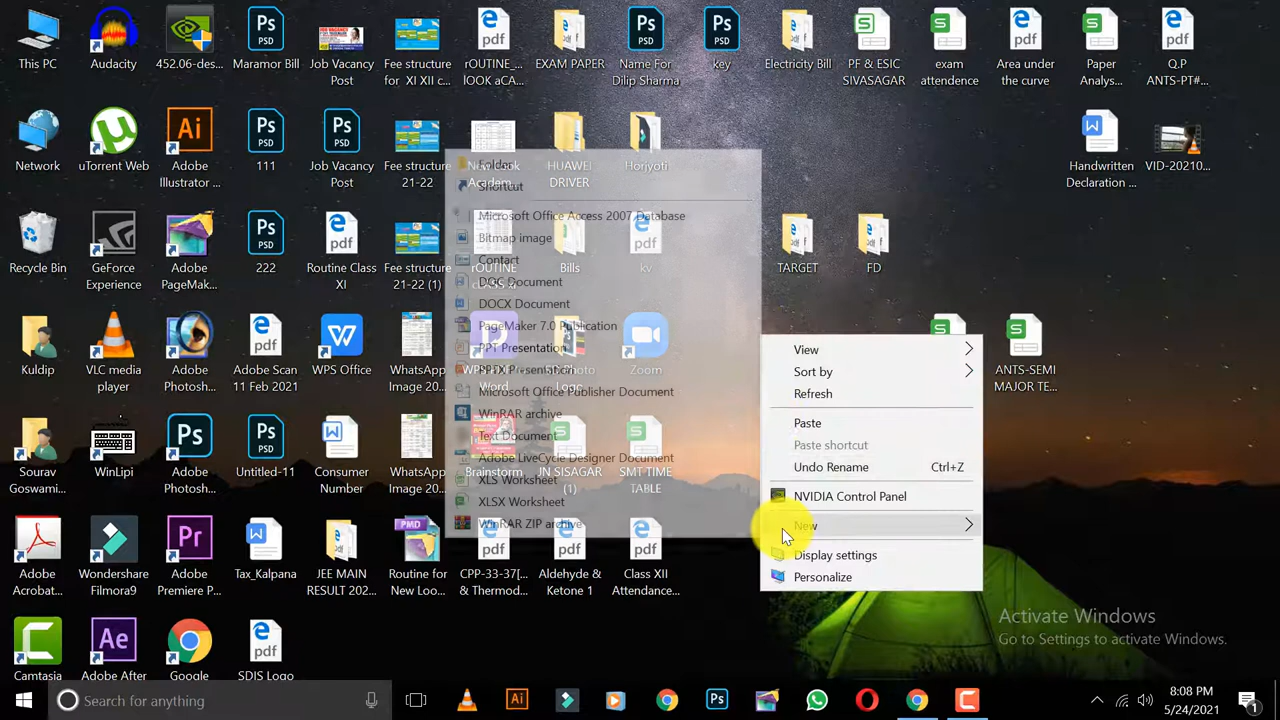 This PC
Audacity
452.06-des...
Maramor Bill
Job Vacancy
Post
Fee structure
for XI XII c...
rOUTINE_
lOOK aCA...
EXAM PAPER
Name For
Dilip Sharma
key
Electricity Bill
PF & ESIC
SIVASAGAR
exam
attendence
Area under
the curve
Paper
Analys...
Q.P
ANTS-PT#...
Network
uTorrent Web
Adobe
Illustrator ...
111
Job Vacancy
Post
Fee structure
21-22
New Look
Academ...
HUAWEI
DRIVER
Horjyoti
Handwritten
Declaration ...
VID-20210...
Recycle Bin
GeForce
Experience
Adobe
PageMak...
222
Routine Class
XI
Fee structure
21-22 (1)
rOUTINE
Bills
kv
TARGET
FD
Folder
Shortcut
Microsoft Office Access 2007 Database
Bitmap image
Contact
DOC Document
DOCX Document
PageMaker 7.0 Publication
PPT Presentation
PPTX Presentation
Microsoft Office Publisher Document
WinRAR archive
Text Document
Adobe LiveCycle Designer Document
XLS Worksheet
XLSX Worksheet
WinRAR ZIP archive
Kuldip
VLC media
player
Adobe
Photosh...
Adobe Scan
11 Feb 2021
WPS Office
WhatsApp
Image 20...
Word
Photo
Logo
Zoom
ANTS-SEMI
MAJOR TE...
View
Sort by
Refresh
Paste
Paste shortcut
Undo Rename Ctrl+Z
NVIDIA Control Panel
New
Display settings
Personalize
Sourav
Goswami...
WinLipi
Adobe
Photosh...
Untitled-11
Consumer
Number
WhatsApp
Image 20...
Brainstorm
JN SISAGAR
(1)
SMT TIME
TABLE
Adobe
Acrobat...
Wondershare
Filmora9
Adobe
Premiere P...
Tax_Kalpana
JEE MAIN
RESULT 202...
Routine for
New Loo...
CPP-33-37[...
& Thermod...
Aldehyde &
Ketone 1
Class XII
Attendance...
Camtasia
Adobe After
Google
SDIS Logo
Activate Windows
Go to Settings to activate Windows.
Search for anything
8:08 PM
5/24/2021